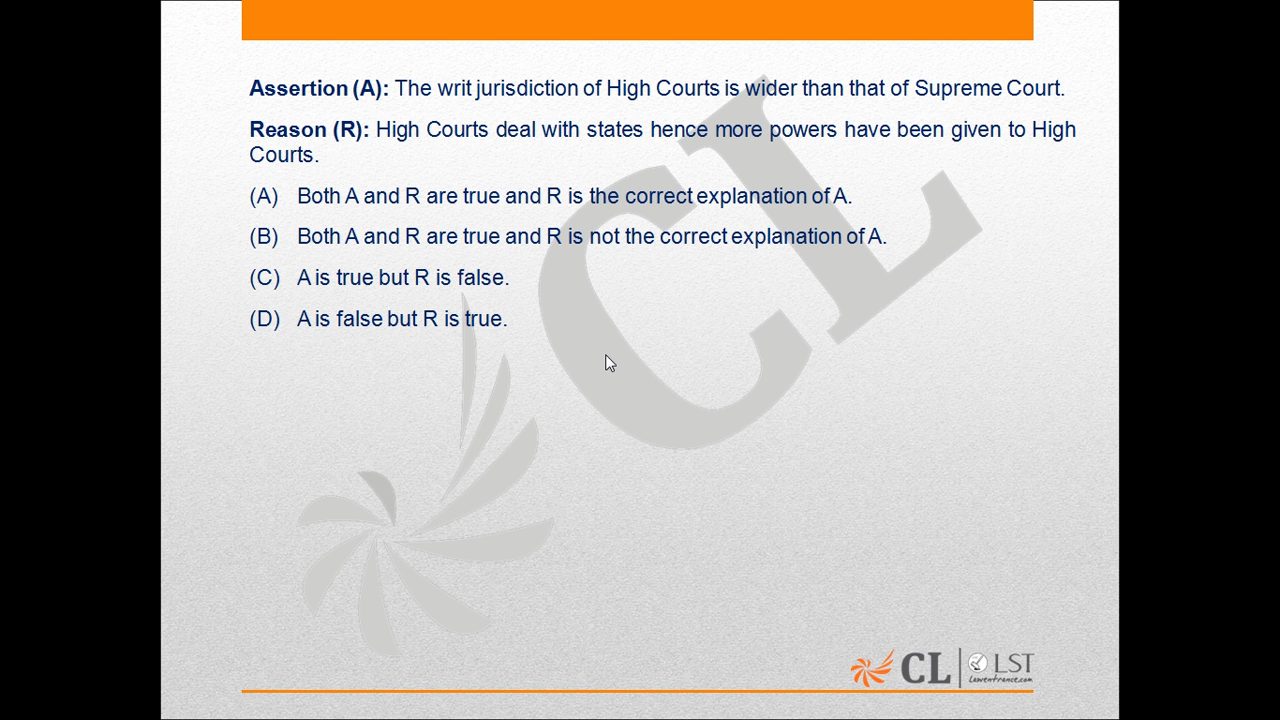 Assertion (A): The writ jurisdiction of High Courts is wider than that of Supreme Court.
Reason (R): High Courts deal with states hence more powers have been given to High
Courts.
(A) Both A and R are true and R is the correct explanation of A.
(B) Both A and R are true and R is not the correct explanation of A.
(C) A is true but R is false.
(D) A is false but R is true.
CL
CL LST
Lawentrance.com